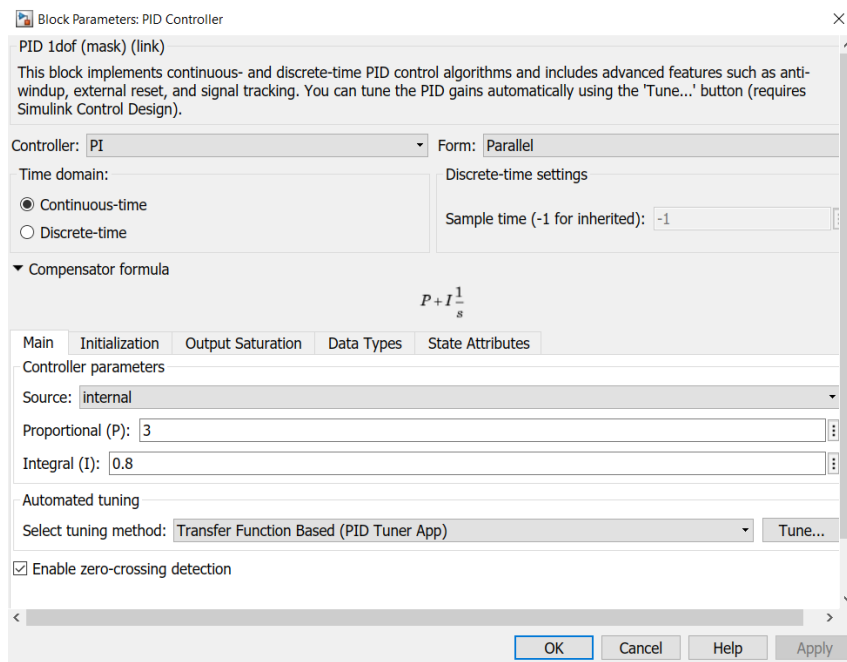 Block Parameters: PID Controller
PID 1dof (mask) (link)
This block implements continuous- and discrete-time PID control algorithms and includes advanced features such as anti-
windup, external reset, and signal tracking. You can tune the PID gains automatically using the 'Tune...' button (requires
Simulink Control Design).
Controller: PI Form: Parallel
Time domain: Discrete-time settings
Continuous-time
Sample time (-1 for inherited): -1
Discrete-time
Compensator formula
P + I 1/s
Main Initialization Output Saturation Data Types State Attributes
Controller parameters
Source: internal
Proportional (P): 3
Integral (I): 0.8
Automated tuning
Select tuning method: Transfer Function Based (PID Tuner App) Tune...
Enable zero-crossing detection
OK Cancel Help Apply